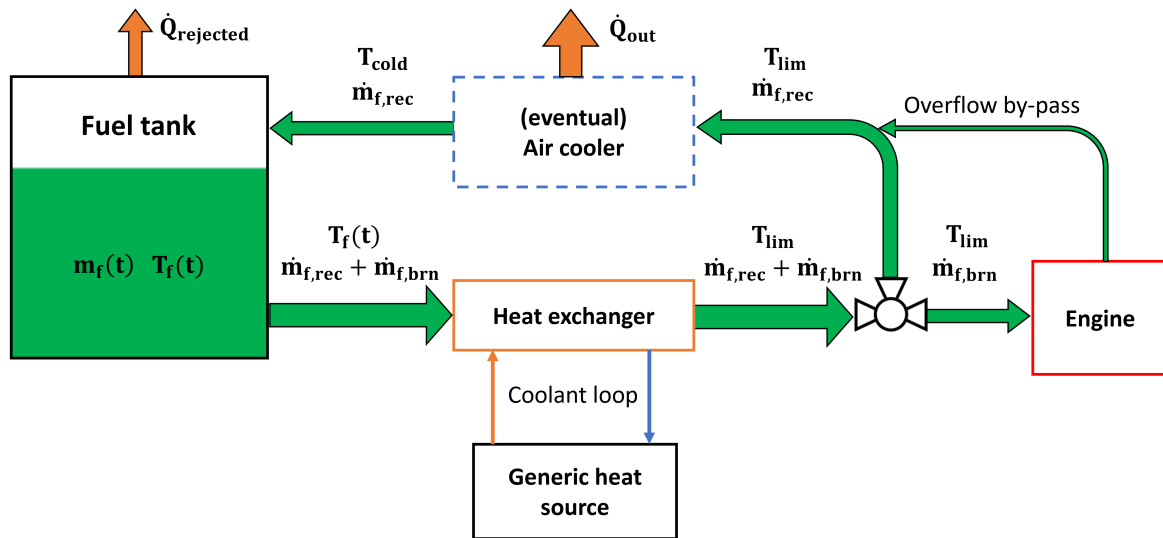 Q̇rejected
Q̇out
Tcold
ṁf,rec
Tlim
ṁf,rec
Overflow by-pass
Fuel tank
(eventual)
Air cooler
mf(t) Tf(t)
Tf(t)
ṁf,rec + ṁf,brn
Tlim
ṁf,rec + ṁf,brn
Tlim
ṁf,brn
Heat exchanger
Engine
Coolant loop
Generic heat
source